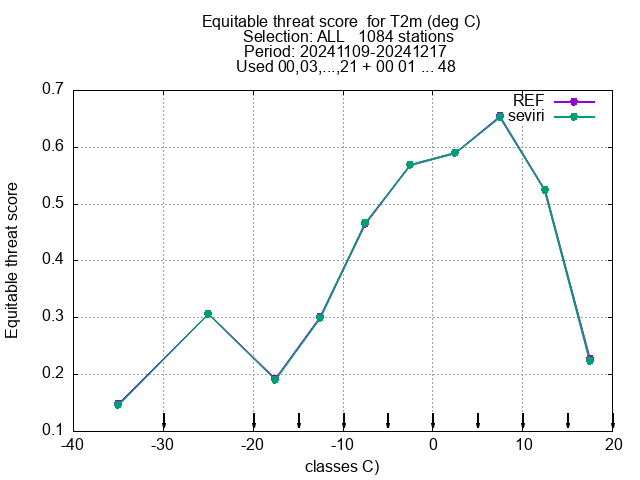 Equitable threat score  for T2m (deg C)
Selection: ALL   1084 stations
Period: 20241109-20241217
Used 00,03,...,21 + 00 01 ... 48
REF
seviri
0.7
0.6
0.5
0.4
0.3
0.2
0.1
Equitable threat score
-40 -30 -20 -10 0 10 20
classes C)